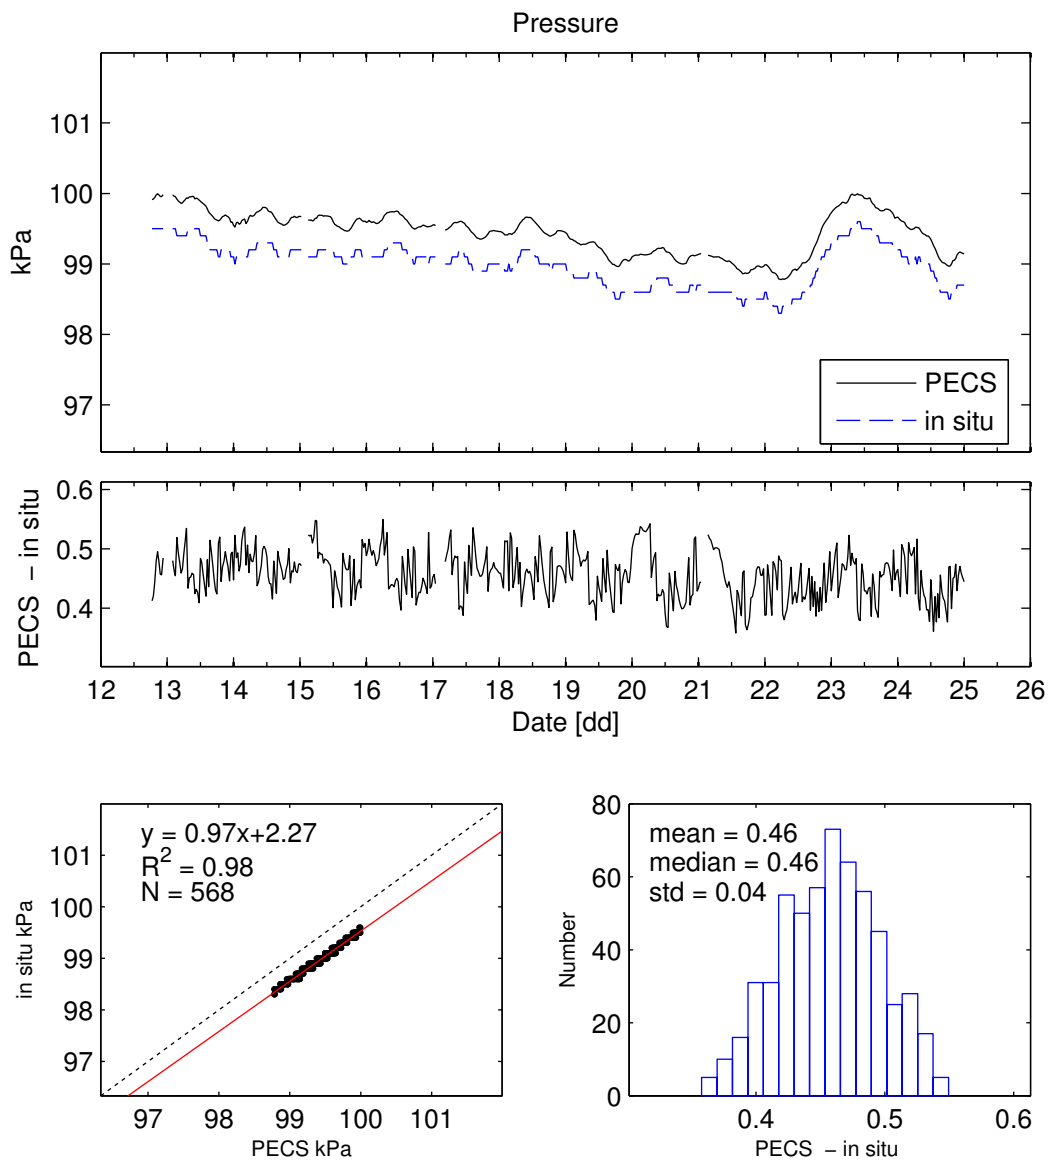 Pressure
101
100
99
98
97
kPa
PECS
in situ
0.6
0.5
0.4
PECS – in situ
12 13 14 15 16 17 18 19 20 21 22 23 24 25 26
Date [dd]
y = 0.97x+2.27
R² = 0.98
N = 568
101
100
99
98
97
in situ kPa
97 98 99 100 101
PECS kPa
mean = 0.46
median = 0.46
std = 0.04
80
60
40
20
0
Number
0.4 0.5 0.6
PECS – in situ